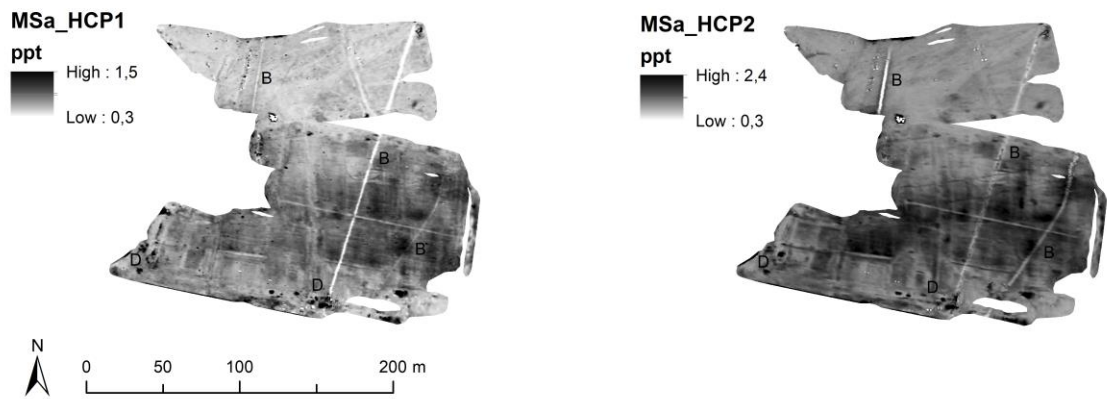 MSa_HCP1
ppt
High : 1,5
Low : 0,3
B
B
B
D
D
N
0 50 100 200 m
MSa_HCP2
ppt
High : 2,4
Low : 0,3
B
B
B
D
D